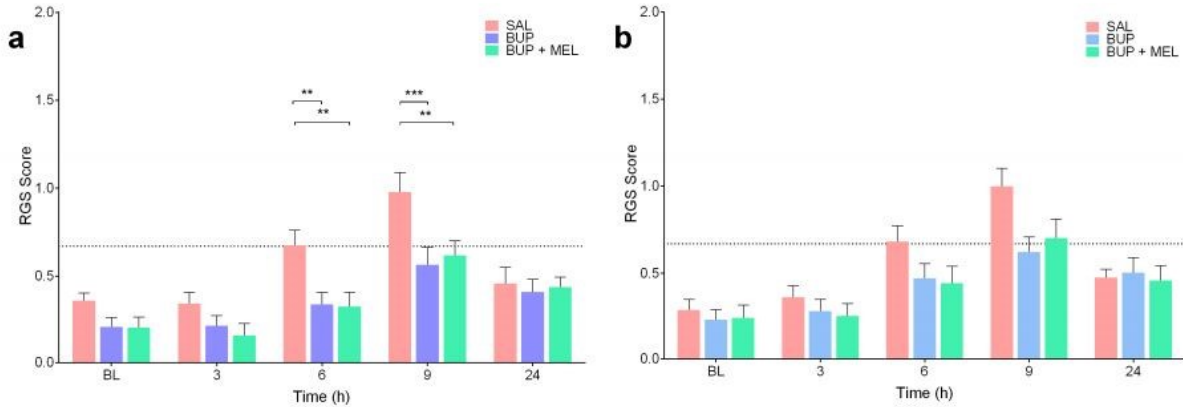 a
2.0
1.5
1.0
0.5
0.0
RGS Score
SAL
BUP
BUP + MEL
** ***
** **
BL 3 6 9 24
Time (h)
b
2.0
1.5
1.0
0.5
0.0
RGS Score
SAL
BUP
BUP + MEL
BL 3 6 9 24
Time (h)